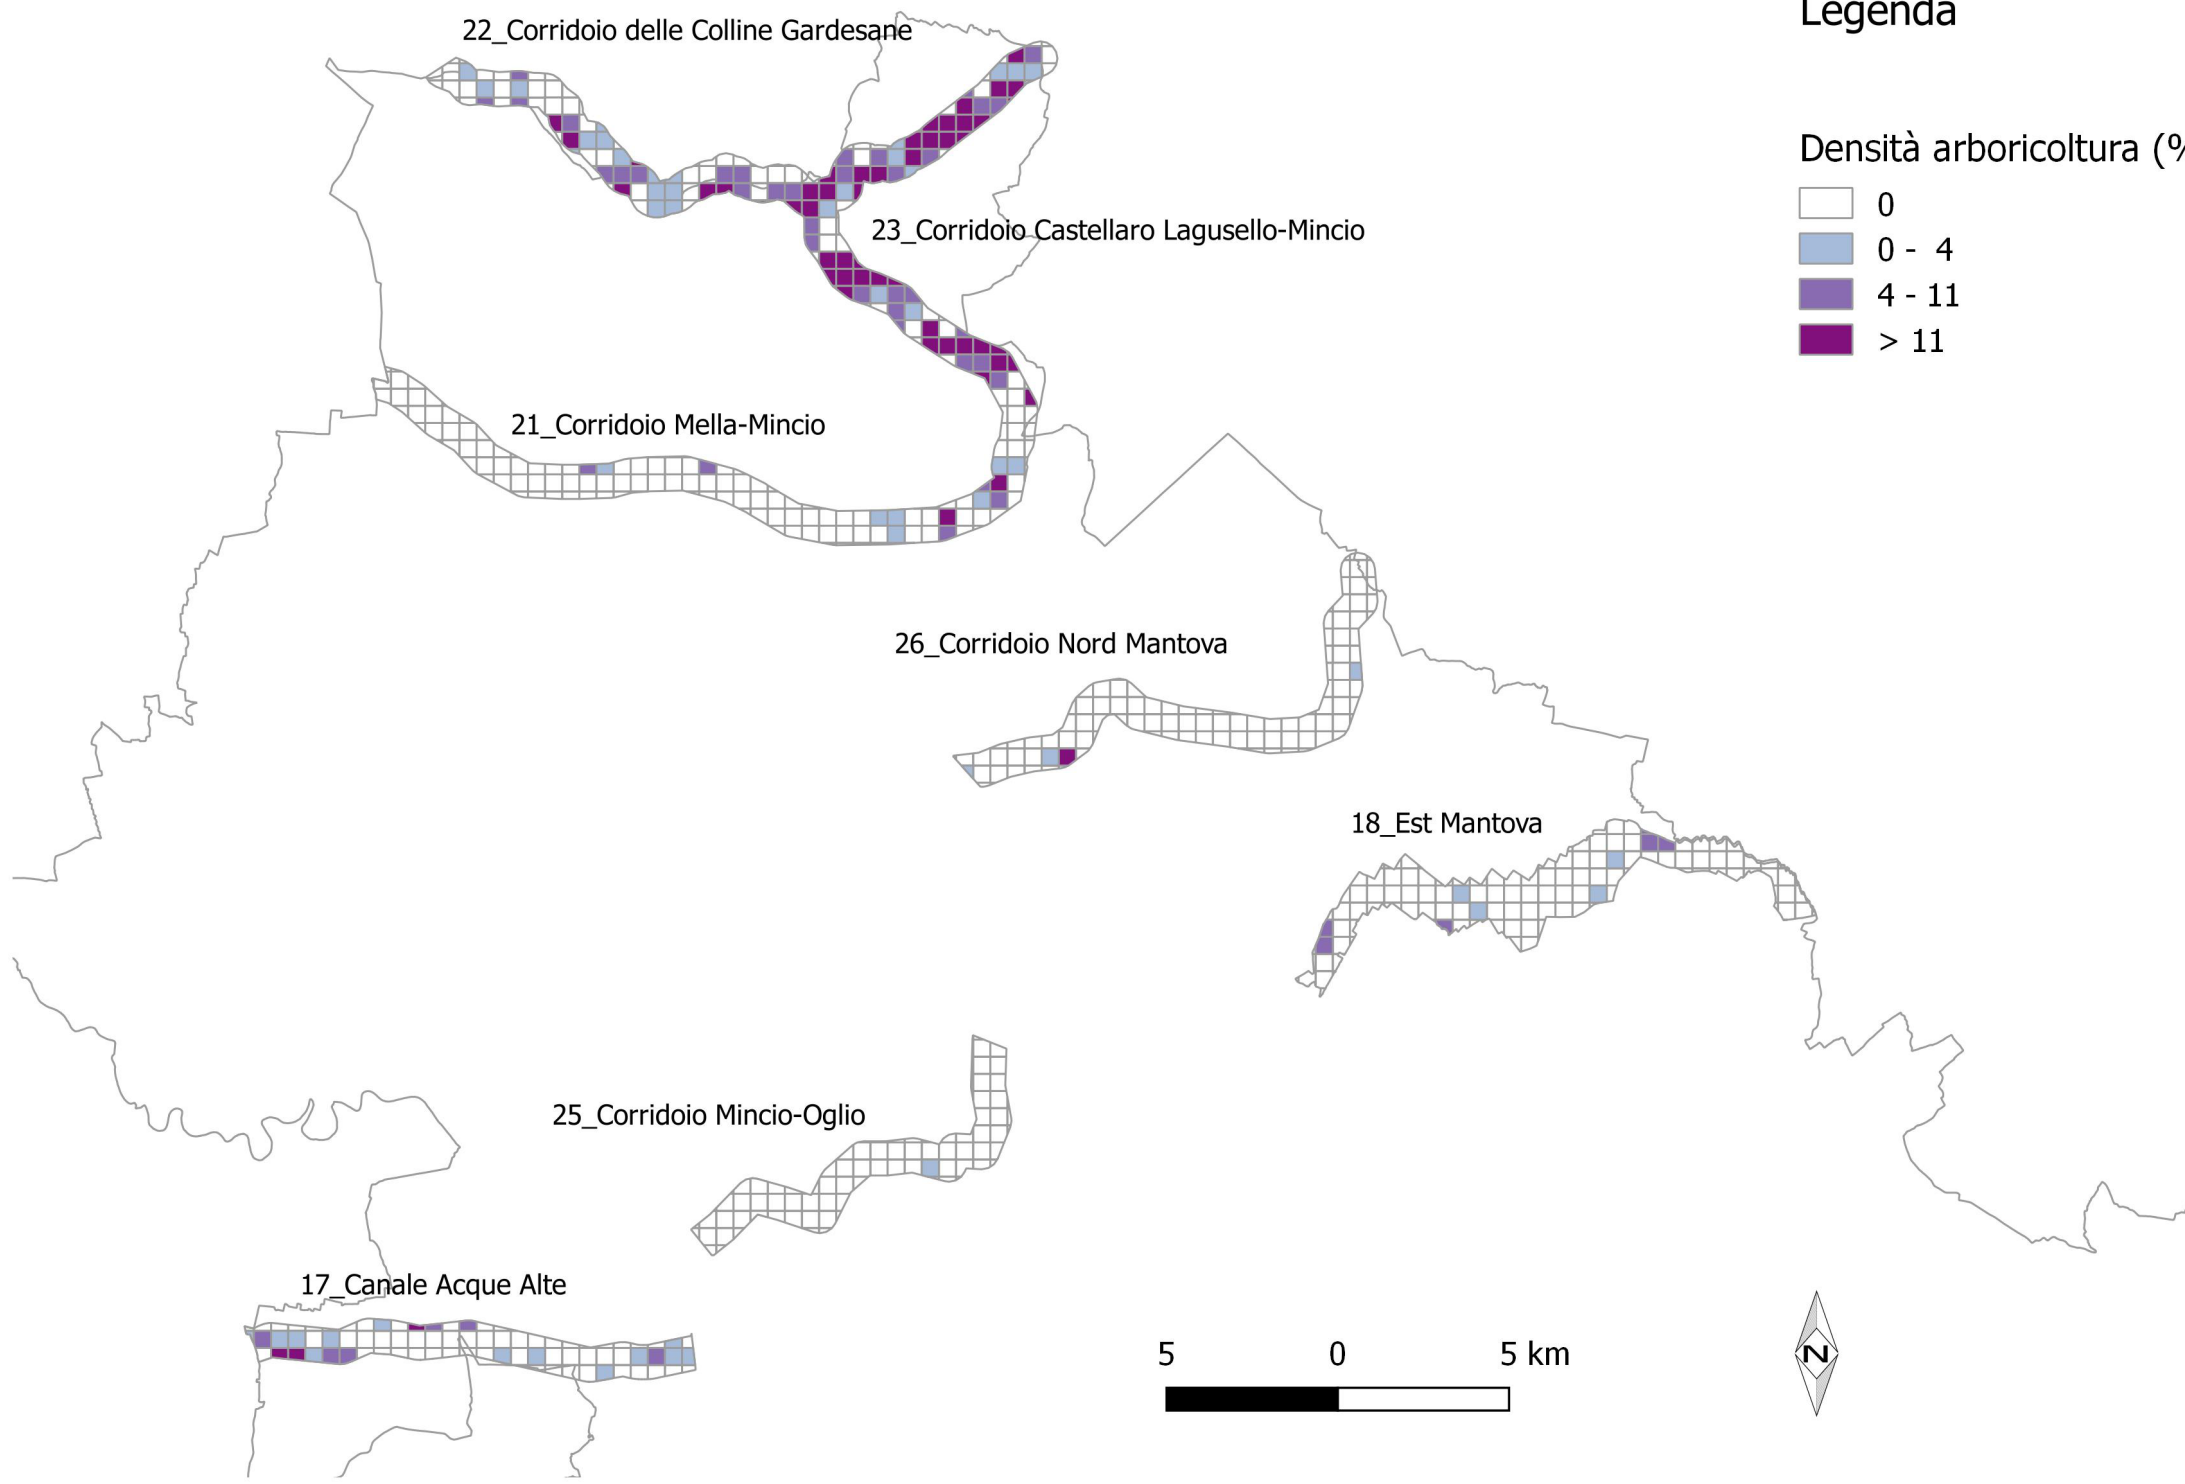 Legenda
22_Corridoio delle Colline Gardesane
Densità arboricoltura (%
0
0 - 4
4 - 11
> 11
23_Corridoio Castellaro Lagusello-Mincio
21_Corridoio Mella-Mincio
26_Corridoio Nord Mantova
18_Est Mantova
25_Corridoio Mincio-Oglio
17_Canale Acque Alte
5 0 5 km
N